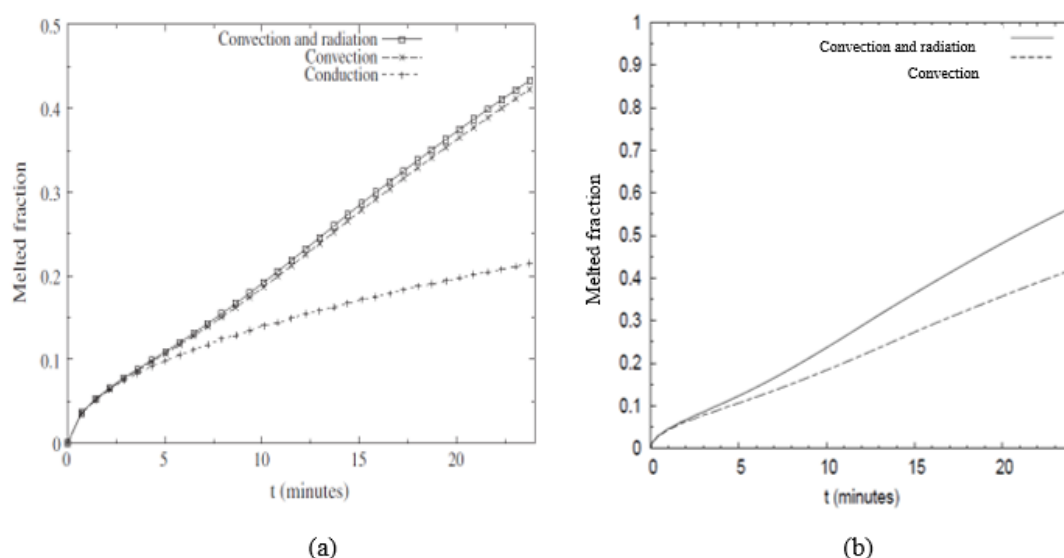 0.5
0.4
0.3
0.2
0.1
0
Melted fraction
Convection and radiation
Convection
Conduction
0 5 10 15 20
t (minutes)
(a)
1
0.9
0.8
0.7
0.6
0.5
0.4
0.3
0.2
0.1
0
Melted fraction
Convection and radiation
Convection
0 5 10 15 20
t (minutes)
(b)